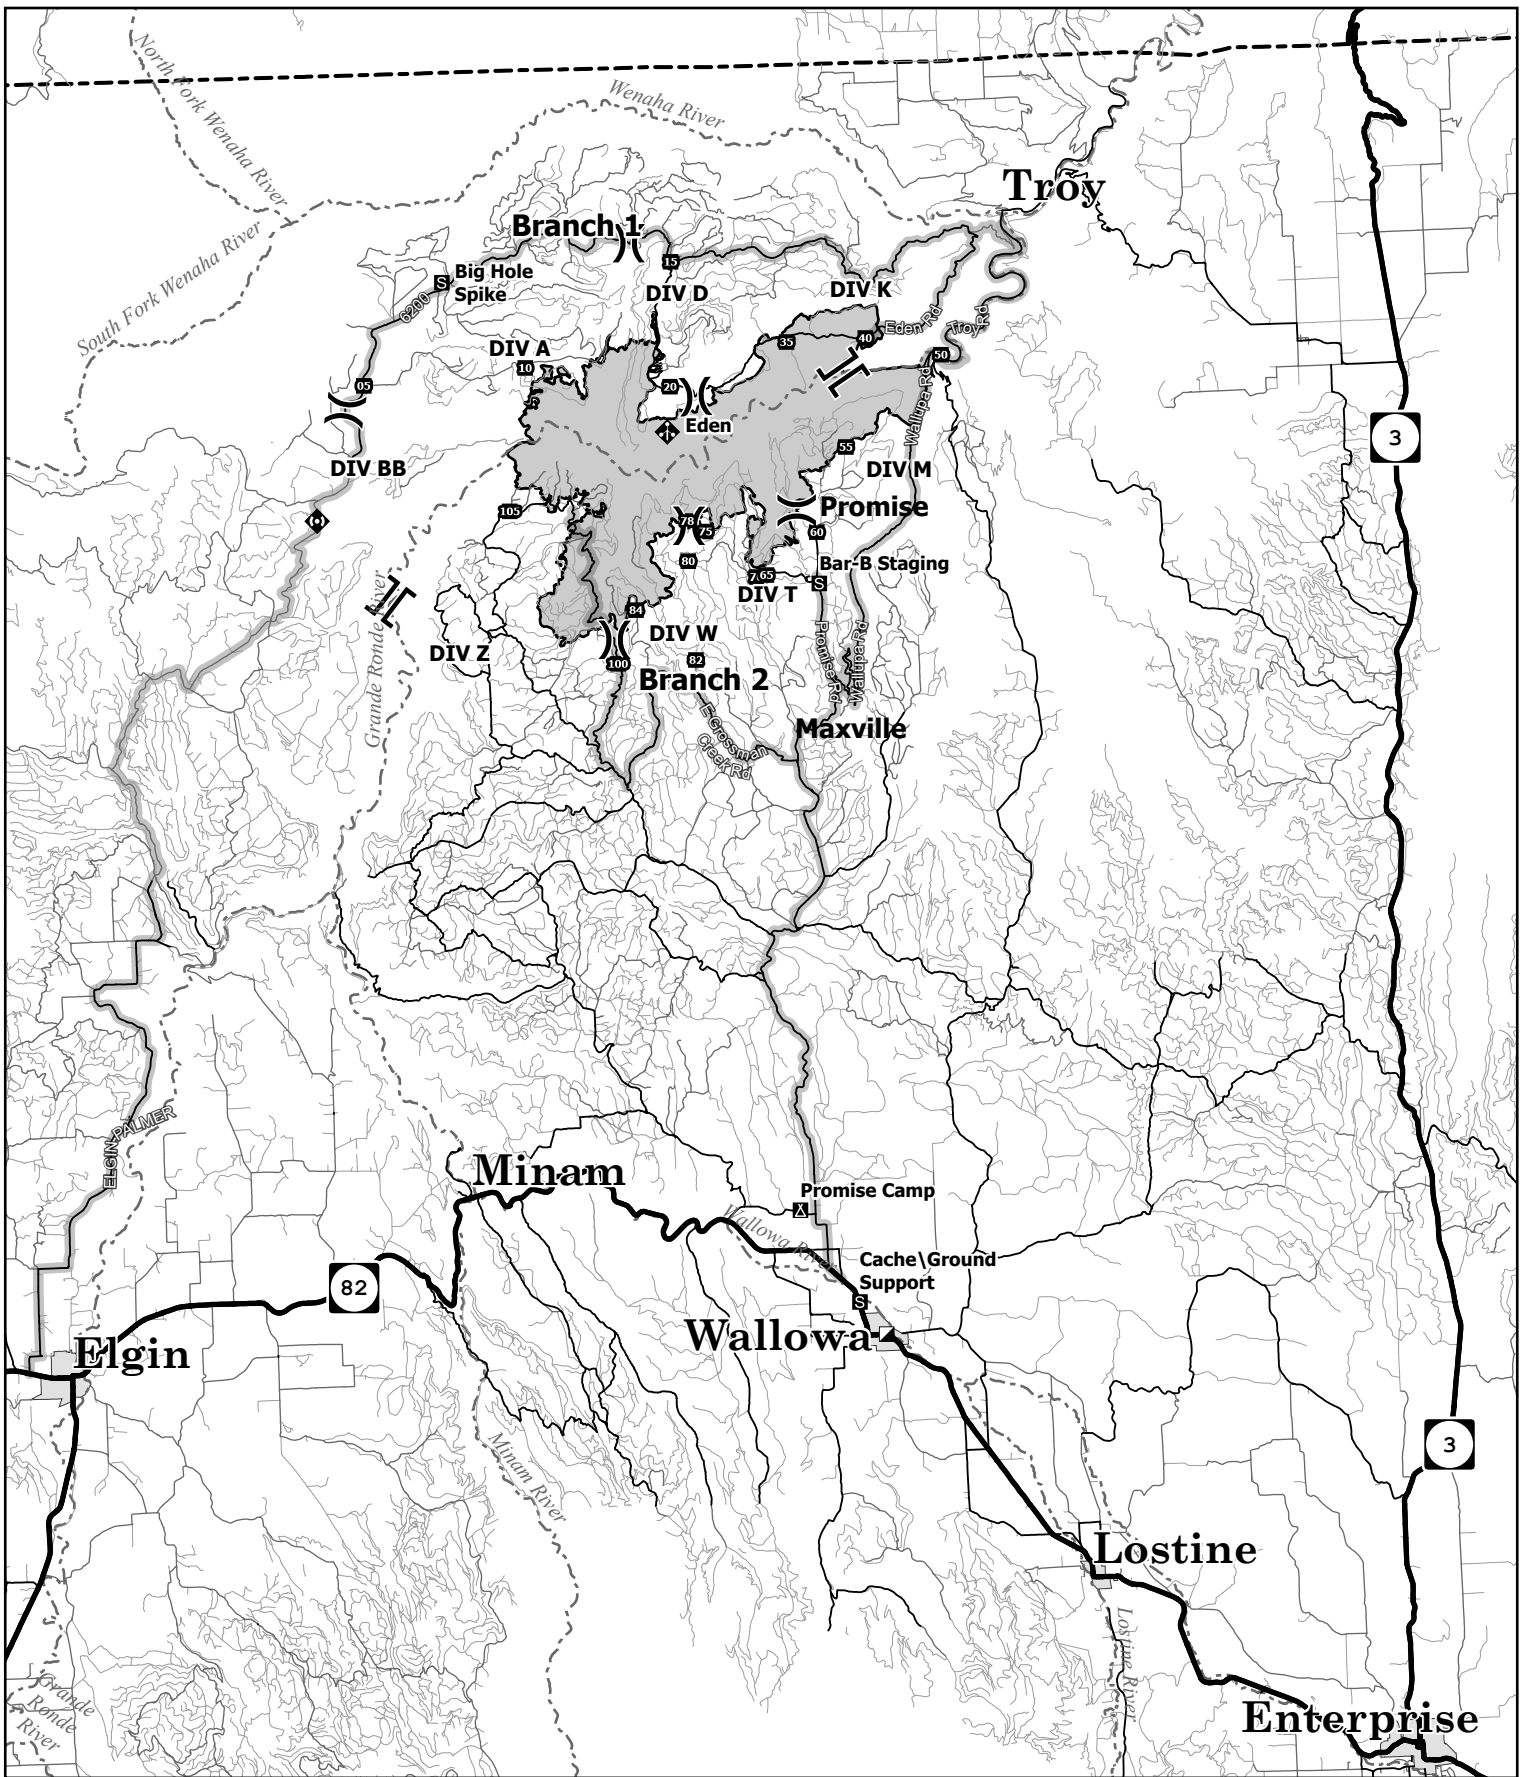 North Fork Wenaha River
Wenaha River
Troy
South Fork Wenaha River
Branch 1
15
Big Hole
Spike
S
6200
DIV D
DIV K
Eden Rd
Troy Rd
35
40
DIV A
10
50
05
20
Eden
Wallupa Rd
3
55
DIV BB
DIV M
105
78
75
Promise
60
80
Bar-B Staging
65
S
DIV T
Grande Ronde River
84
DIV W
DIV Z
100
82
Branch 2
Promise Rd
Wallupa Rd
E Grossman
Creek Rd
Maxville
ELGIN-PALMER
Minam
Promise Camp
Wallowa River
Cache\Ground
Support
S
82
Wallowa
Elgin
3
Minam River
Lostine
Lostine River
Grande
Ronde
River
Enterprise